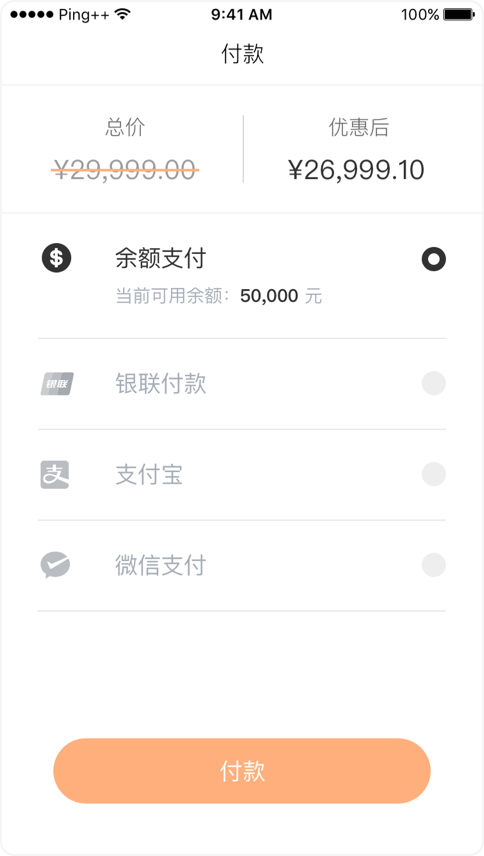 Ping++ 9:41 AM 100%
付款
总价 优惠后
¥29,999.00 ¥26,999.10
余额支付
当前可用余额：50,000 元
银联 银联付款
支 支付宝
微信支付
付款